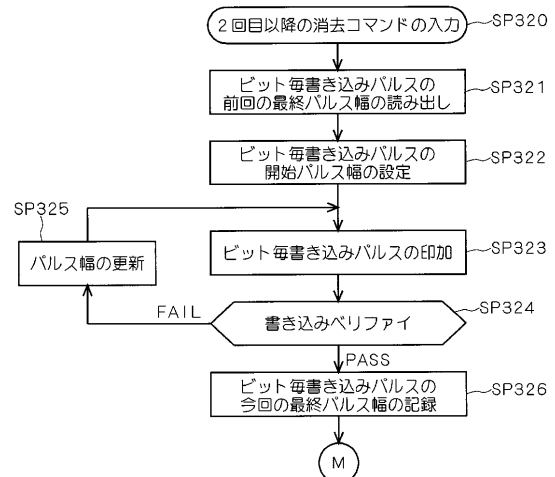 2回目以降の消去コマンドの入力
SP320
ビット毎書き込みパルスの
前回の最終パルス幅の読み出し
SP321
ビット毎書き込みパルスの
開始パルス幅の設定
SP322
SP325
パルス幅の更新
ビット毎書き込みパルスの印加
SP323
FAIL
書き込みベリファイ
SP324
PASS
ビット毎書き込みパルスの
今回の最終パルス幅の記録
SP326
M